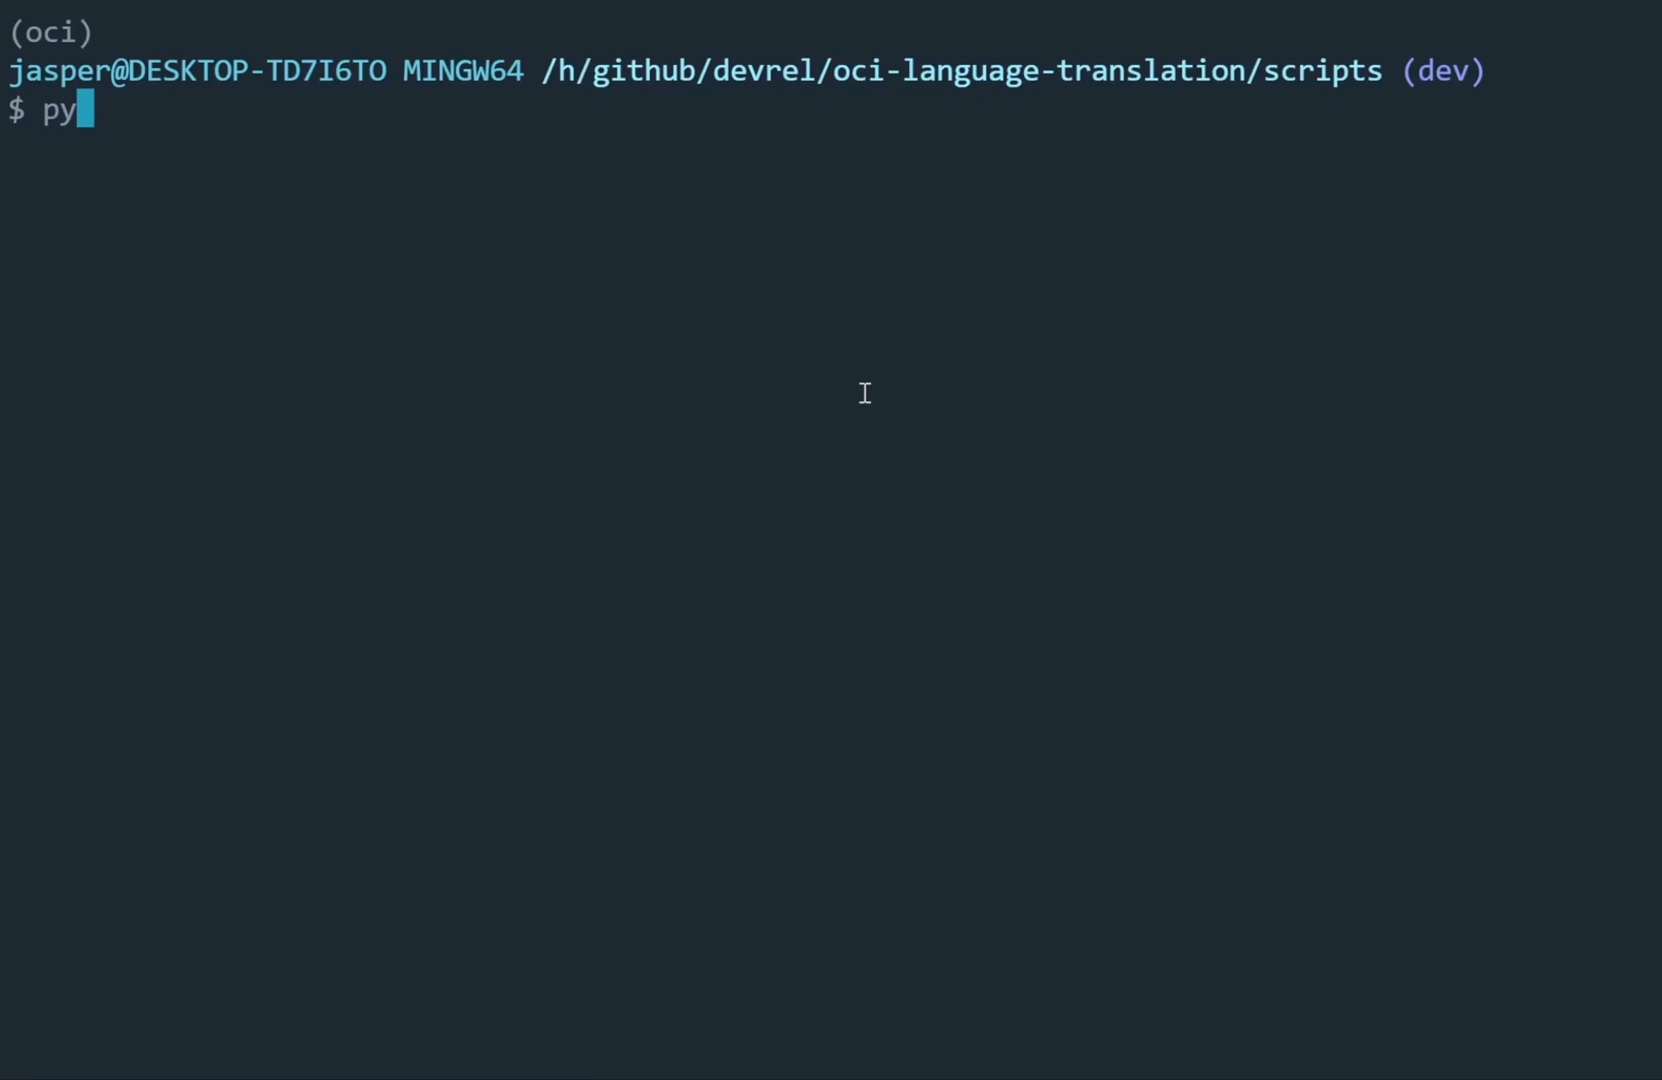 (oci)
jasper@DESKTOP-TD7I6TO MINGW64 /h/github/devrel/oci-language-translation/scripts (dev)
$ py